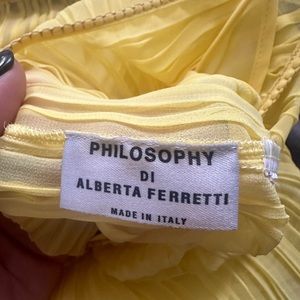 PHILOSOPHY
DI
ALBERTA FERRETTI
MADE IN ITALY